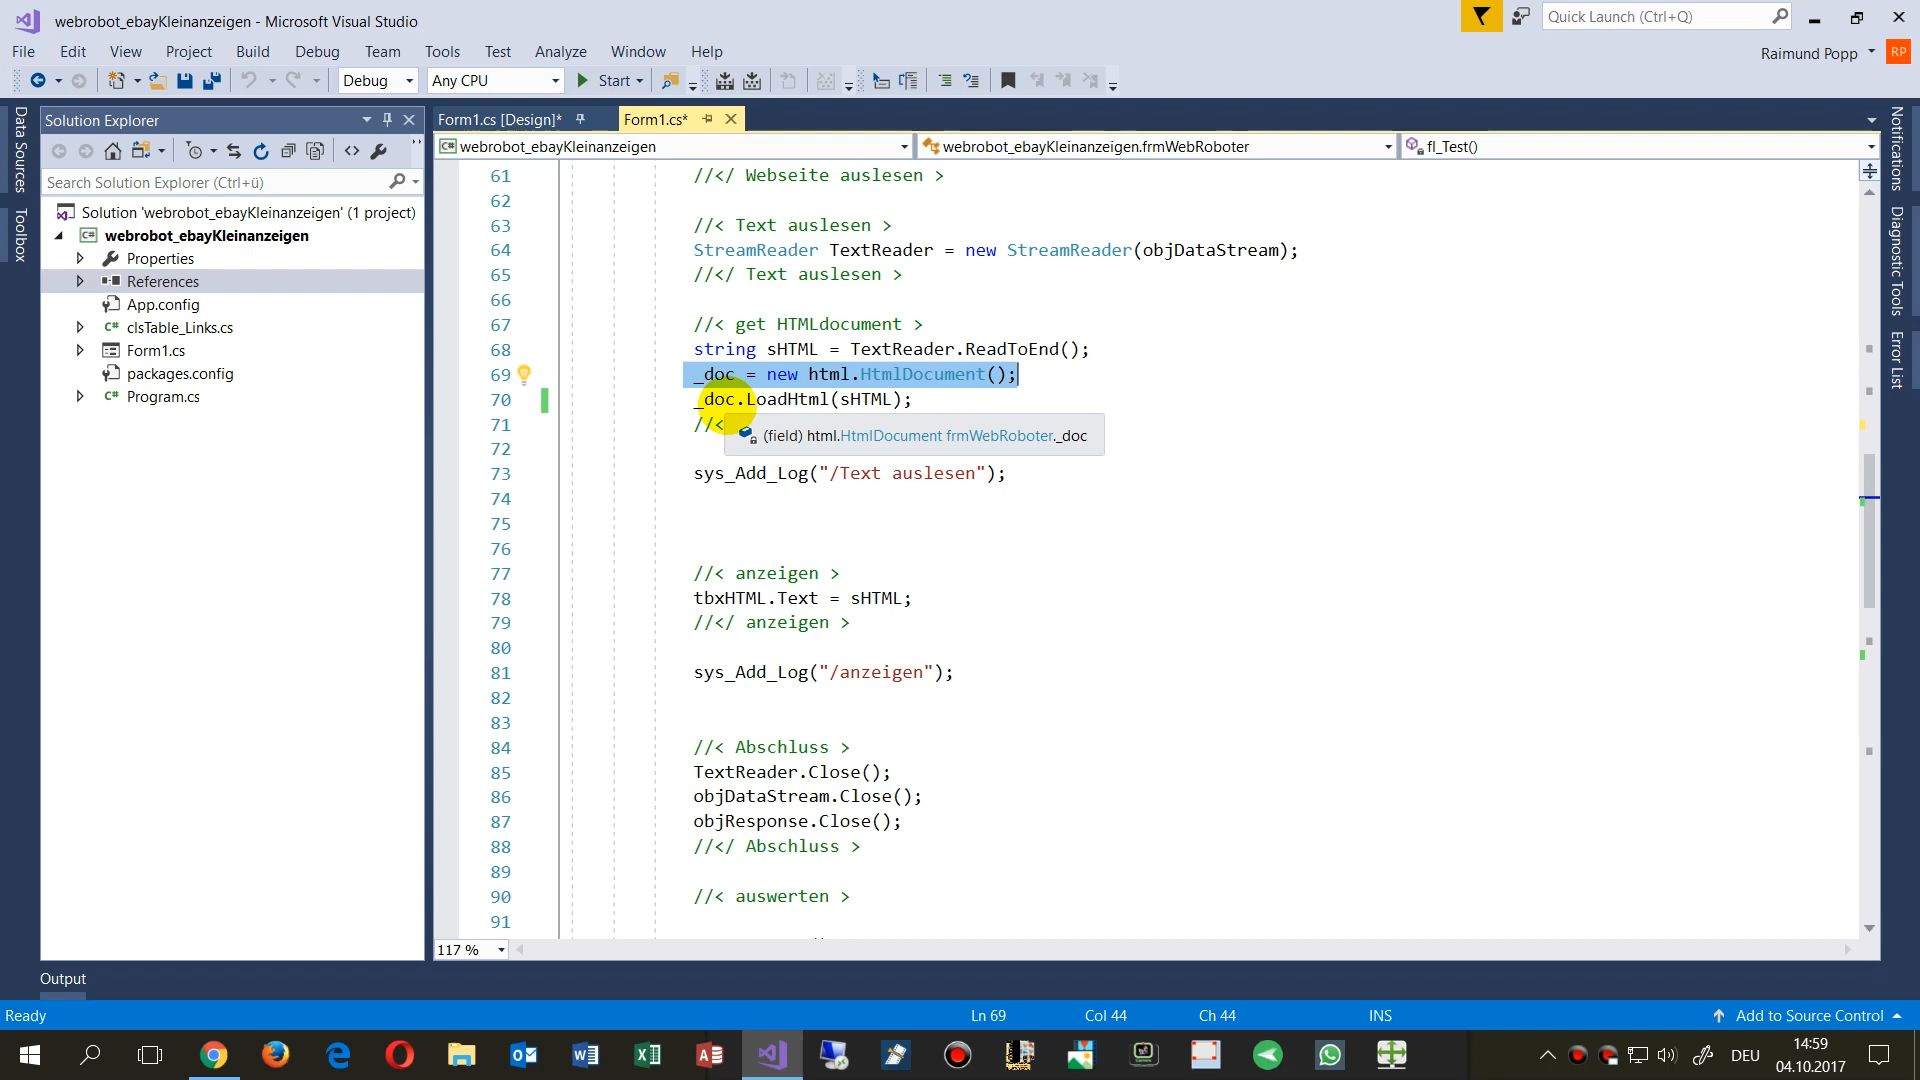 webrobot_ebayKleinanzeigen - Microsoft Visual Studio
Quick Launch (Ctrl+Q)
File Edit View Project Build Debug Team Tools Test Analyze Window Help
Raimund Popp RP
Debug Any CPU Start
Data Sources
Toolbox
Solution Explorer
Search Solution Explorer (Ctrl+ü)
Solution 'webrobot_ebayKleinanzeigen' (1 project)
C# webrobot_ebayKleinanzeigen
Properties
References
App.config
C# clsTable_Links.cs
Form1.cs
packages.config
C# Program.cs
Form1.cs [Design]* Form1.cs*
C# webrobot_ebayKleinanzeigen webrobot_ebayKleinanzeigen.frmWebRoboter fl_Test()
61 //</ Webseite auslesen >
62
63 //< Text auslesen >
64 StreamReader TextReader = new StreamReader(objDataStream);
65 //</ Text auslesen >
66
67 //< get HTMLdocument >
68 string sHTML = TextReader.ReadToEnd();
69 _doc = new html.HtmlDocument();
70 _doc.LoadHtml(sHTML);
71 //<
(field) html.HtmlDocument frmWebRoboter._doc
72
73 sys_Add_Log("/Text auslesen");
74
75
76
77 //< anzeigen >
78 tbxHTML.Text = sHTML;
79 //</ anzeigen >
80
81 sys_Add_Log("/anzeigen");
82
83
84 //< Abschluss >
85 TextReader.Close();
86 objDataStream.Close();
87 objResponse.Close();
88 //</ Abschluss >
89
90 //< auswerten >
91
117 %
Notifications
Diagnostic Tools
Error List
Output
Ready Ln 69 Col 44 Ch 44 INS Add to Source Control
DEU
14:59
04.10.2017